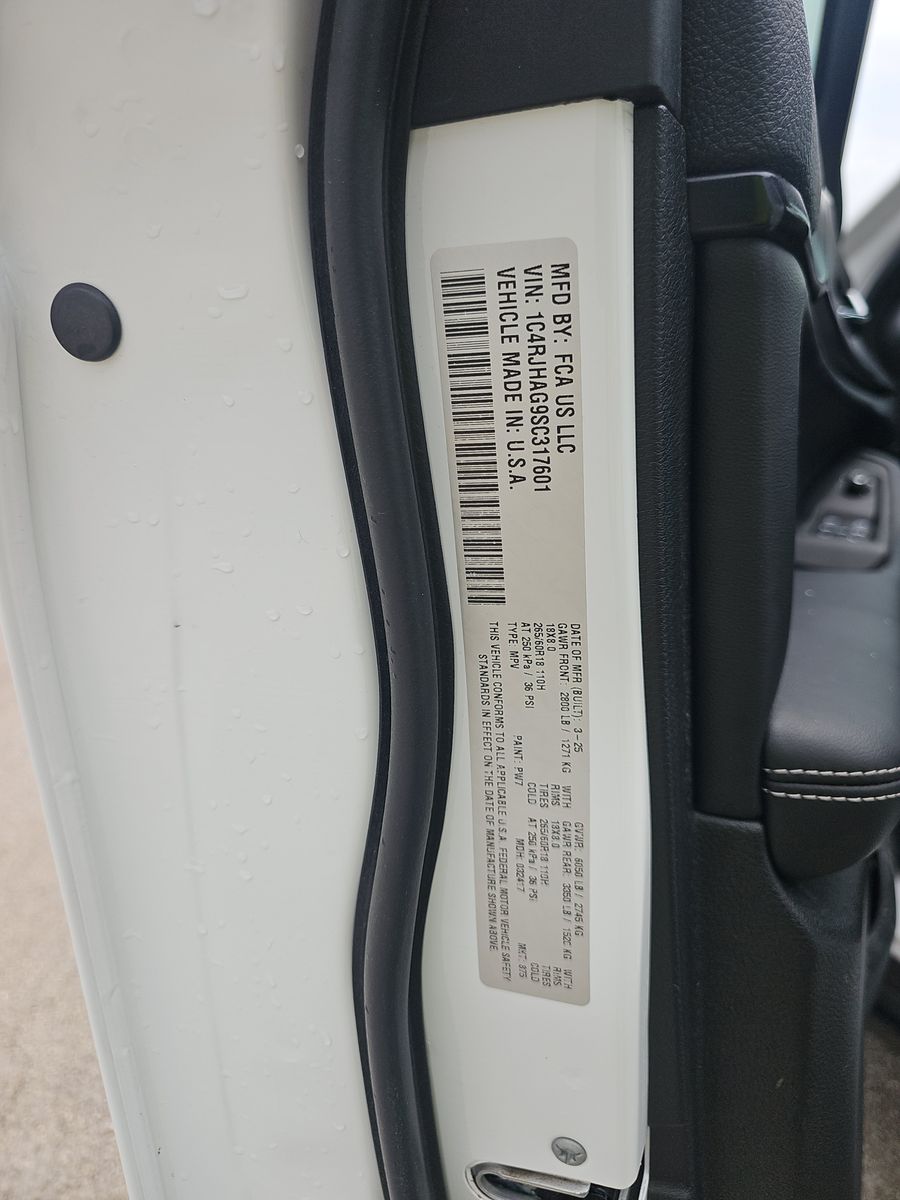 MFD BY: FCA US LLC
VIN: 1C4RJHAG9SC317601
VEHICLE MADE IN: U.S.A.
DATE OF MFR (BUILT): 3-25 GVWR: 6050 LB / 2745 KG
GAWR FRONT: 2800 LB / 1271 KG WITH GAWR REAR: 3350 LB / 1520 KG WITH
18X8.0 RIMS 18X8.0 RIMS
265/60R18 110H TIRES 265/60R18 110H TIRES
AT 250 kPa / 36 PSI COLD AT 250 kPa / 36 PSI COLD
TYPE: MPV PAINT: PW7 MDH: 032417 MKT: 875
THIS VEHICLE CONFORMS TO ALL APPLICABLE U.S.A. FEDERAL MOTOR VEHICLE SAFETY
STANDARDS IN EFFECT ON THE DATE OF MANUFACTURE SHOWN ABOVE.